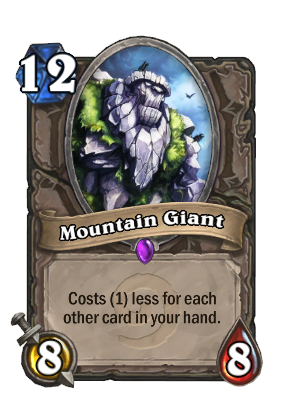 12
Mountain Giant
Costs (1) less for each
other card in your hand.
8 8